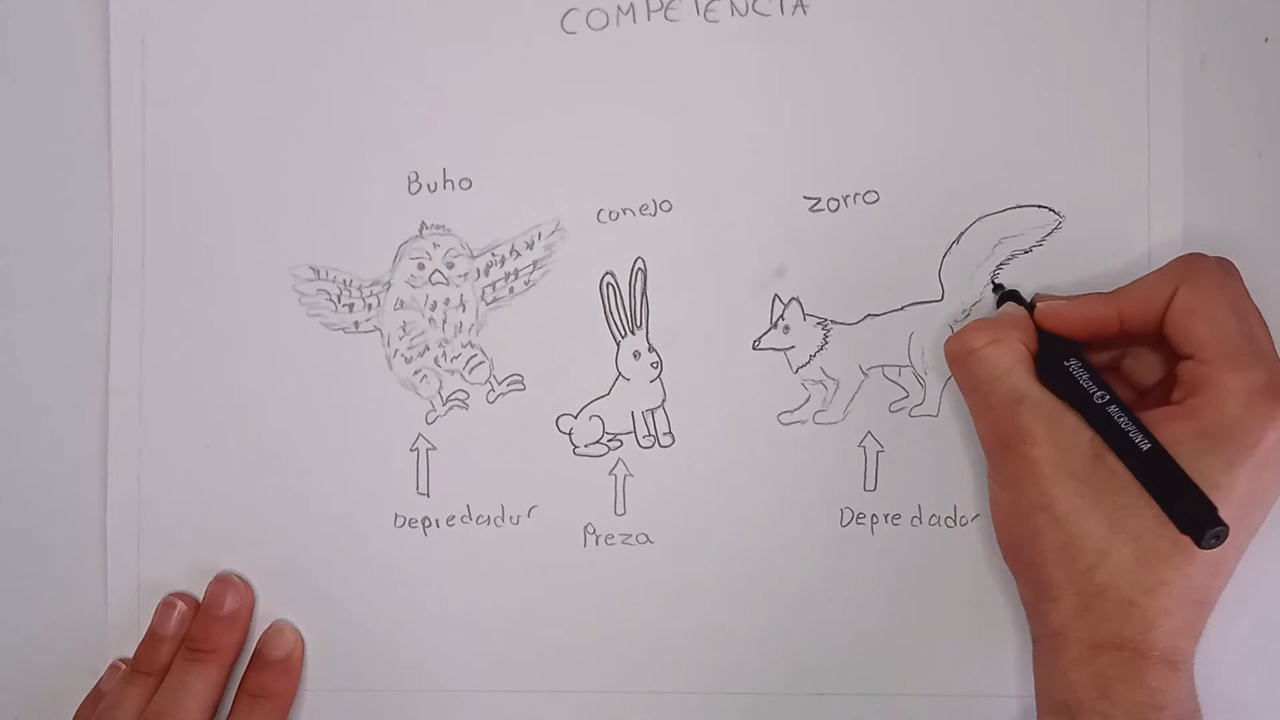 COMPETENCIA
Buho
conejo
zorro
Depredador
Preza
Depredador
Pelikan MICROPUNTA